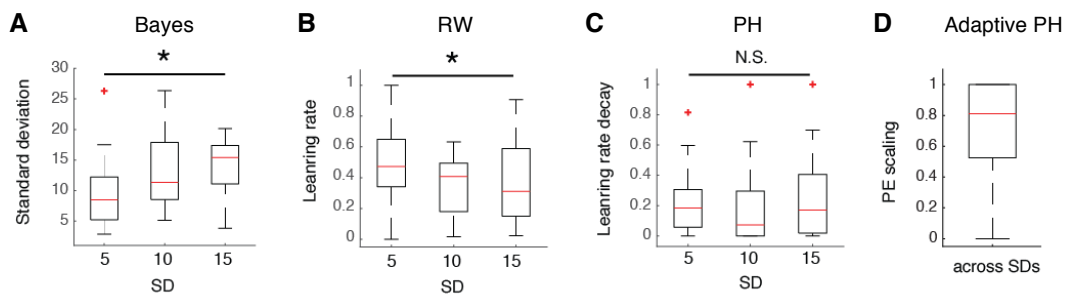 A Bayes
*
30
25
20
15
10
5
Standard deviation
5 10 15
SD
B RW
*
1
0.8
0.6
0.4
0.2
0
Leanring rate
5 10 15
SD
C PH
N.S.
1
0.8
0.6
0.4
0.2
0
Leanring rate decay
5 10 15
SD
D Adaptive PH
1
0.8
0.6
0.4
0.2
0
PE scaling
across SDs